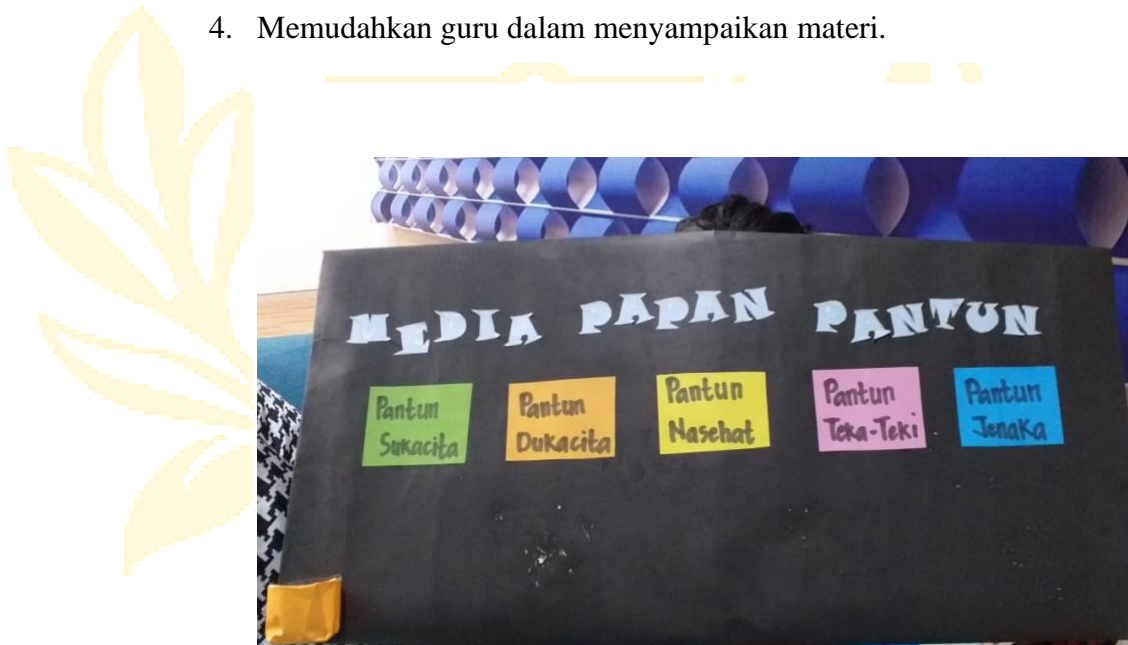 4. Memudahkan guru dalam menyampaikan materi.
MEDIA PAPAN PANTUN
Pantun
Sukacita
Pantun
Dukacita
Pantun
Nasehat
Pantun
Teka-Teki
Pantun
Jenaka